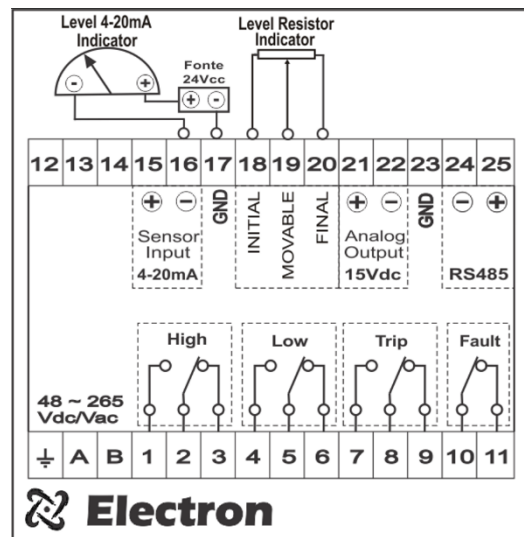 Level 4-20mA
Indicator
Level Resistor
Indicator
Fonte
24Vcc
- +
+ -
12 13 14 15 16 17 18 19 20 21 22 23 24 25
+ - GND INITIAL MOVABLE FINAL + - GND - +
Sensor
Input
4-20mA
Analog
Output
15Vdc
RS485
High Low Trip Fault
48 ~ 265
Vdc/Vac
A B 1 2 3 4 5 6 7 8 9 10 11
Electron